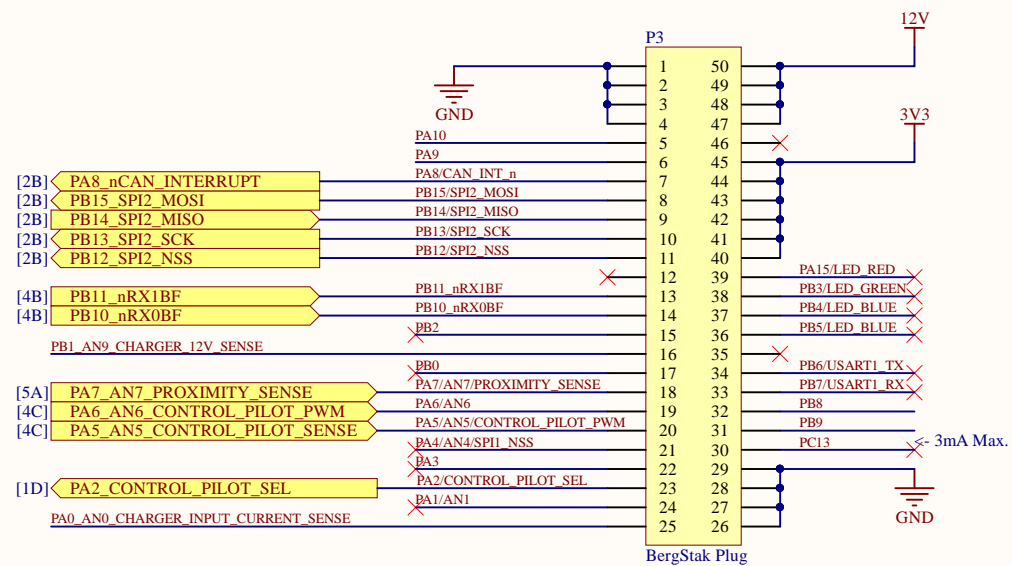 12V
P3
1 50
2 49
GND 3 48 3V3
4 47
PA10 5 46
PA9 6 45
[2B] PA8_nCAN_INTERRUPT PA8/CAN_INT_n 7 44
[2B] PB15_SPI2_MOSI PB15/SPI2_MOSI 8 43
[2B] PB14_SPI2_MISO PB14/SPI2_MISO 9 42
[2B] PB13_SPI2_SCK PB13/SPI2_SCK 10 41
[2B] PB12_SPI2_NSS PB12/SPI2_NSS 11 40
12 39 PA15/LED_RED
[4B] PB11_nRX1BF PB11_nRX1BF 13 38 PB3/LED_GREEN
[4B] PB10_nRX0BF PB10_nRX0BF 14 37 PB4/LED_BLUE
PB2 15 36 PB5/LED_BLUE
PB1_AN9_CHARGER_12V_SENSE 16 35
PB0 17 34 PB6/USART1_TX
[5A] PA7_AN7_PROXIMITY_SENSE PA7/AN7/PROXIMITY_SENSE 18 33 PB7/USART1_RX
[4C] PA6_AN6_CONTROL_PILOT_PWM PA6/AN6 19 32 PB8
[4C] PA5_AN5_CONTROL_PILOT_SENSE PA5/AN5/CONTROL_PILOT_PWM 20 31 PB9
PA4/AN4/SPI1_NSS 21 30 PC13 <- 3mA Max.
PA3 22 29
[1D] PA2_CONTROL_PILOT_SEL PA2/CONTROL_PILOT_SEL 23 28
PA1/AN1 24 27
PA0_AN0_CHARGER_INPUT_CURRENT_SENSE 25 26 GND
BergStak Plug